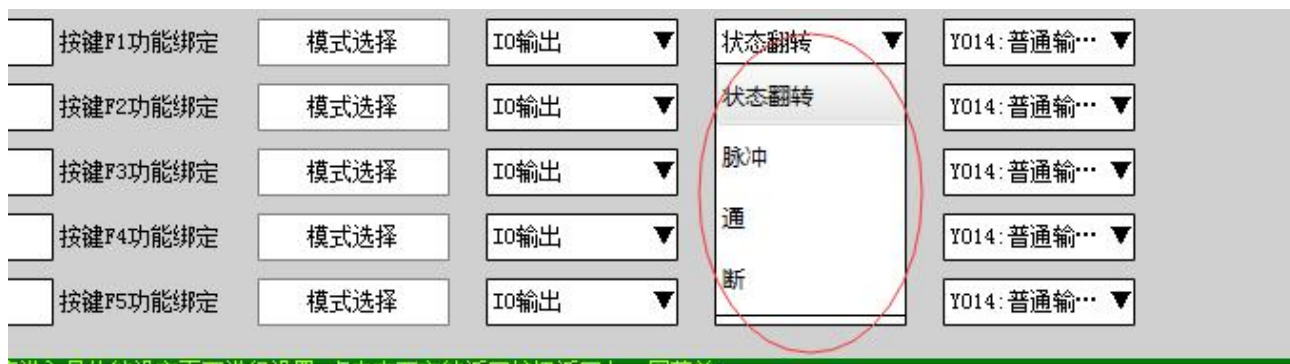 按键F1功能绑定 模式选择 IO输出 状态翻转 Y014:普通输…
按键F2功能绑定 模式选择 IO输出 状态翻转 Y014:普通输…
按键F3功能绑定 模式选择 IO输出 脉冲 Y014:普通输…
按键F4功能绑定 模式选择 IO输出 通 Y014:普通输…
按键F5功能绑定 模式选择 IO输出 断 Y014:普通输…